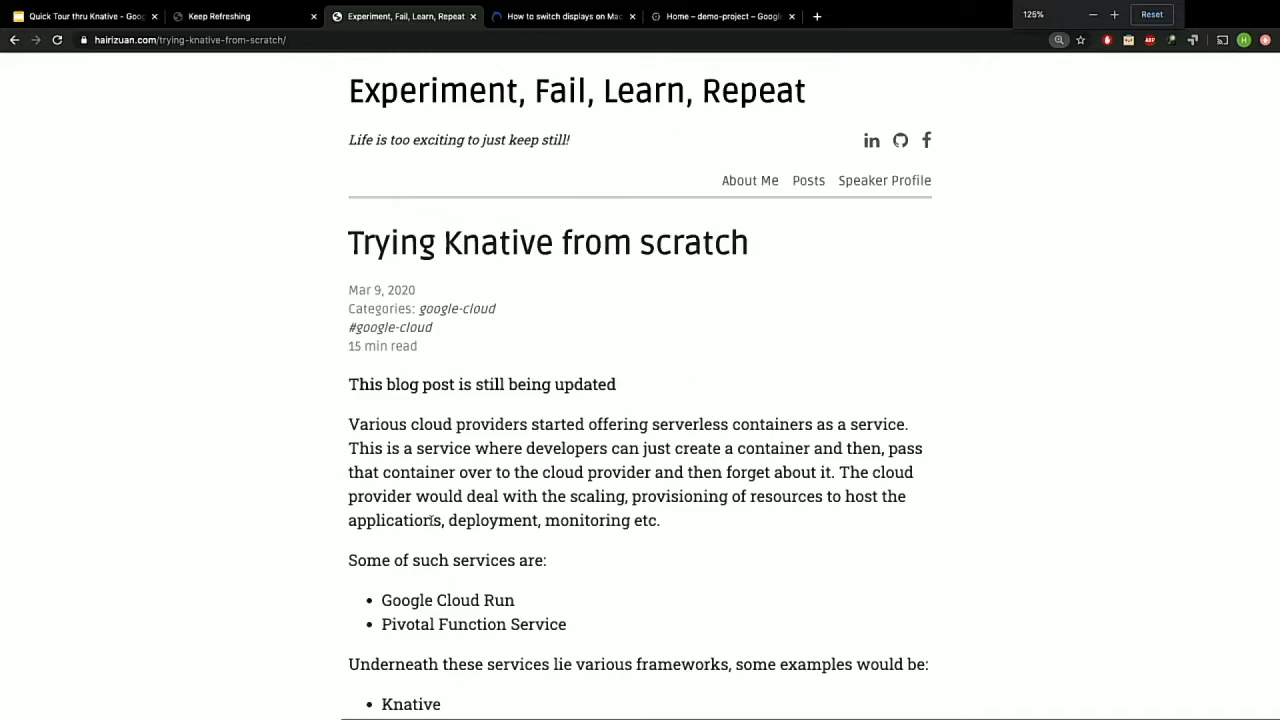 Quick Tour thru Knative - Goo
Keep Refreshing
Experiment, Fail, Learn, Repeat
How to switch displays on Mac
Home – demo-project – Google
125%
Reset
hairizuan.com/trying-knative-from-scratch/
ABP
H
Experiment, Fail, Learn, Repeat
Life is too exciting to just keep still!
About Me Posts Speaker Profile
Trying Knative from scratch
Mar 9, 2020
Categories: google-cloud
#google-cloud
15 min read
This blog post is still being updated
Various cloud providers started offering serverless containers as a service.
This is a service where developers can just create a container and then, pass
that container over to the cloud provider and then forget about it. The cloud
provider would deal with the scaling, provisioning of resources to host the
applications, deployment, monitoring etc.
Some of such services are:
• Google Cloud Run
• Pivotal Function Service
Underneath these services lie various frameworks, some examples would be:
• Knative